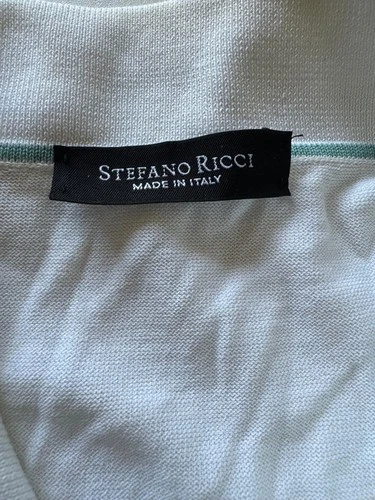 STEFANO RICCI
MADE IN ITALY